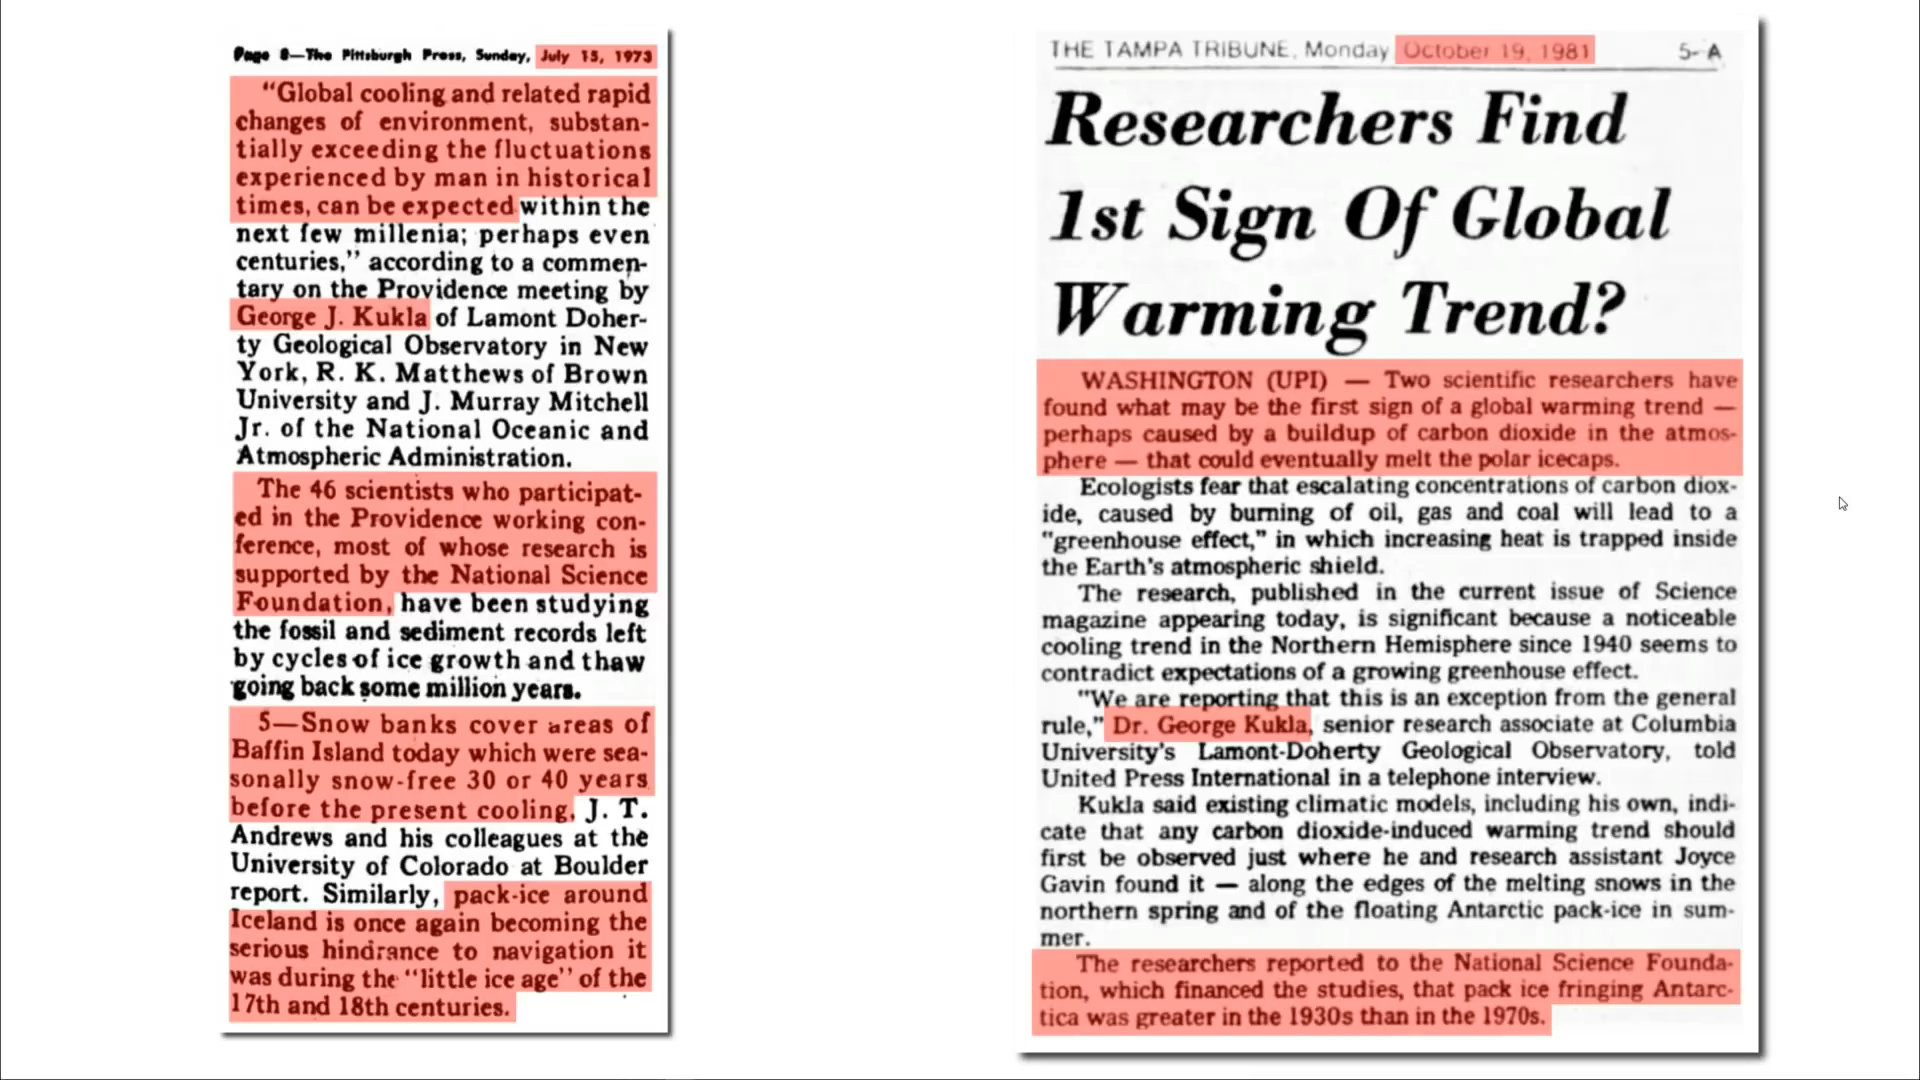 Page 8—The Pittsburgh Press, Sunday, July 15, 1973
“Global cooling and related rapid
changes of environment, substan-
tially exceeding the fluctuations
experienced by man in historical
times, can be expected within the
next few millenia; perhaps even
centuries,” according to a commen-
tary on the Providence meeting by
George J. Kukla of Lamont Doher-
ty Geological Observatory in New
York, R. K. Matthews of Brown
University and J. Murray Mitchell
Jr. of the National Oceanic and
Atmospheric Administration.
The 46 scientists who participat-
ed in the Providence working con-
ference, most of whose research is
supported by the National Science
Foundation, have been studying
the fossil and sediment records left
by cycles of ice growth and thaw
going back some million years.
5—Snow banks cover areas of
Baffin Island today which were sea-
sonally snow-free 30 or 40 years
before the present cooling, J. T.
Andrews and his colleagues at the
University of Colorado at Boulder
report. Similarly, pack-ice around
Iceland is once again becoming the
serious hindrance to navigation it
was during the “little ice age” of the
17th and 18th centuries.
THE TAMPA TRIBUNE, Monday October 19, 1981 5-A
Researchers Find
1st Sign Of Global
Warming Trend?
WASHINGTON (UPI) — Two scientific researchers have
found what may be the first sign of a global warming trend —
perhaps caused by a buildup of carbon dioxide in the atmos-
phere — that could eventually melt the polar icecaps.
Ecologists fear that escalating concentrations of carbon diox-
ide, caused by burning of oil, gas and coal will lead to a
"greenhouse effect," in which increasing heat is trapped inside
the Earth's atmospheric shield.
The research, published in the current issue of Science
magazine appearing today, is significant because a noticeable
cooling trend in the Northern Hemisphere since 1940 seems to
contradict expectations of a growing greenhouse effect.
"We are reporting that this is an exception from the general
rule," Dr. George Kukla, senior research associate at Columbia
University's Lamont-Doherty Geological Observatory, told
United Press International in a telephone interview.
Kukla said existing climatic models, including his own, indi-
cate that any carbon dioxide-induced warming trend should
first be observed just where he and research assistant Joyce
Gavin found it — along the edges of the melting snows in the
northern spring and of the floating Antarctic pack-ice in sum-
mer.
The researchers reported to the National Science Founda-
tion, which financed the studies, that pack ice fringing Antarc-
tica was greater in the 1930s than in the 1970s.